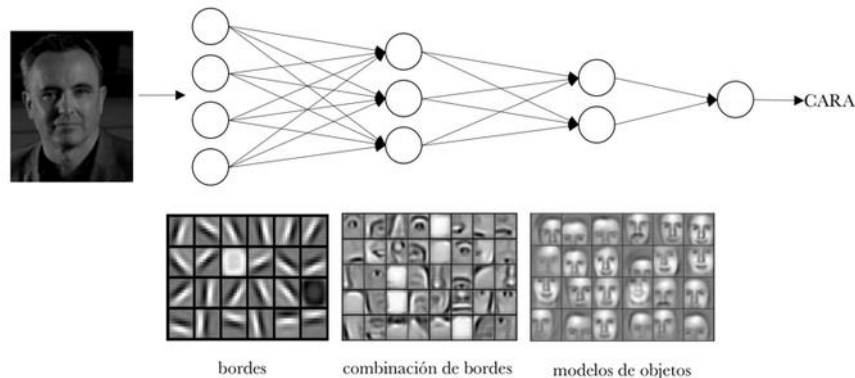 CARA
bordes
combinación de bordes
modelos de objetos